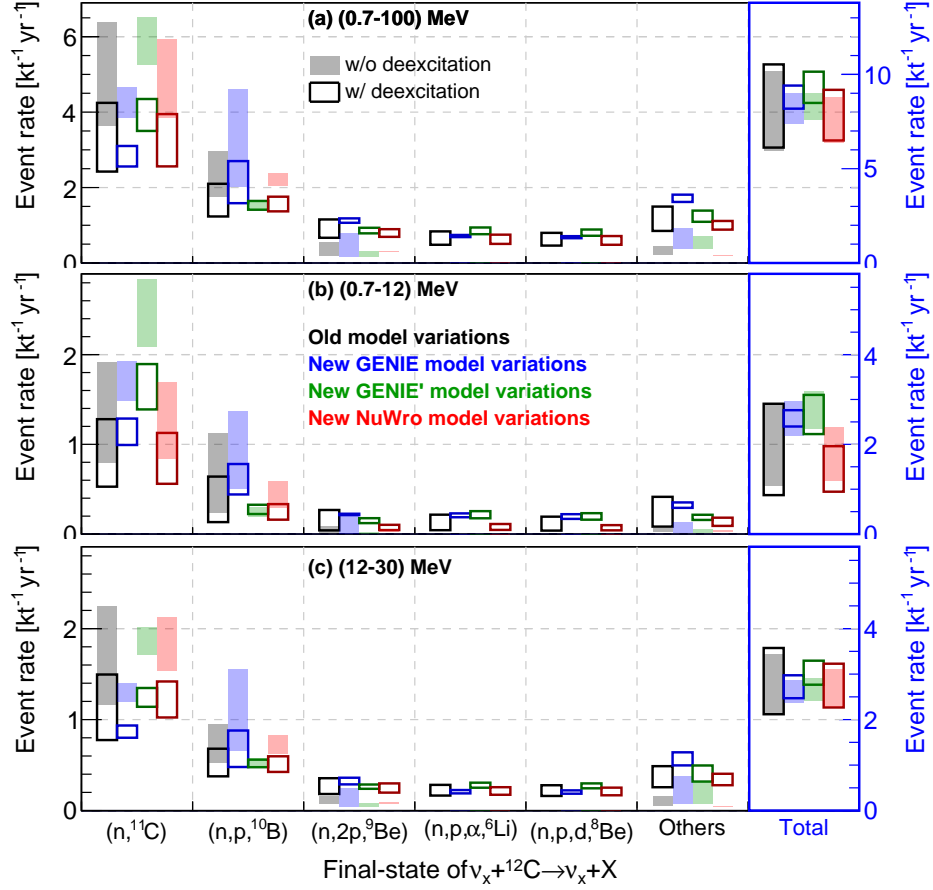 (a) (0.7-100) MeV
w/o deexcitation
w/ deexcitation
Event rate [kt⁻¹ yr⁻¹]
6
4
2
0
10
5
0
Event rate [kt⁻¹ yr⁻¹]
(b) (0.7-12) MeV
Old model variations
New GENIE model variations
New GENIE' model variations
New NuWro model variations
Event rate [kt⁻¹ yr⁻¹]
2
1
0
6
4
2
0
Event rate [kt⁻¹ yr⁻¹]
(c) (12-30) MeV
Event rate [kt⁻¹ yr⁻¹]
2
1
0
6
4
2
0
Event rate [kt⁻¹ yr⁻¹]
(n,¹¹C) (n,p,¹⁰B) (n,2p,⁹Be) (n,p,α,⁶Li) (n,p,d,⁸Be) Others Total
Final-state of νₓ+¹²C→νₓ+X